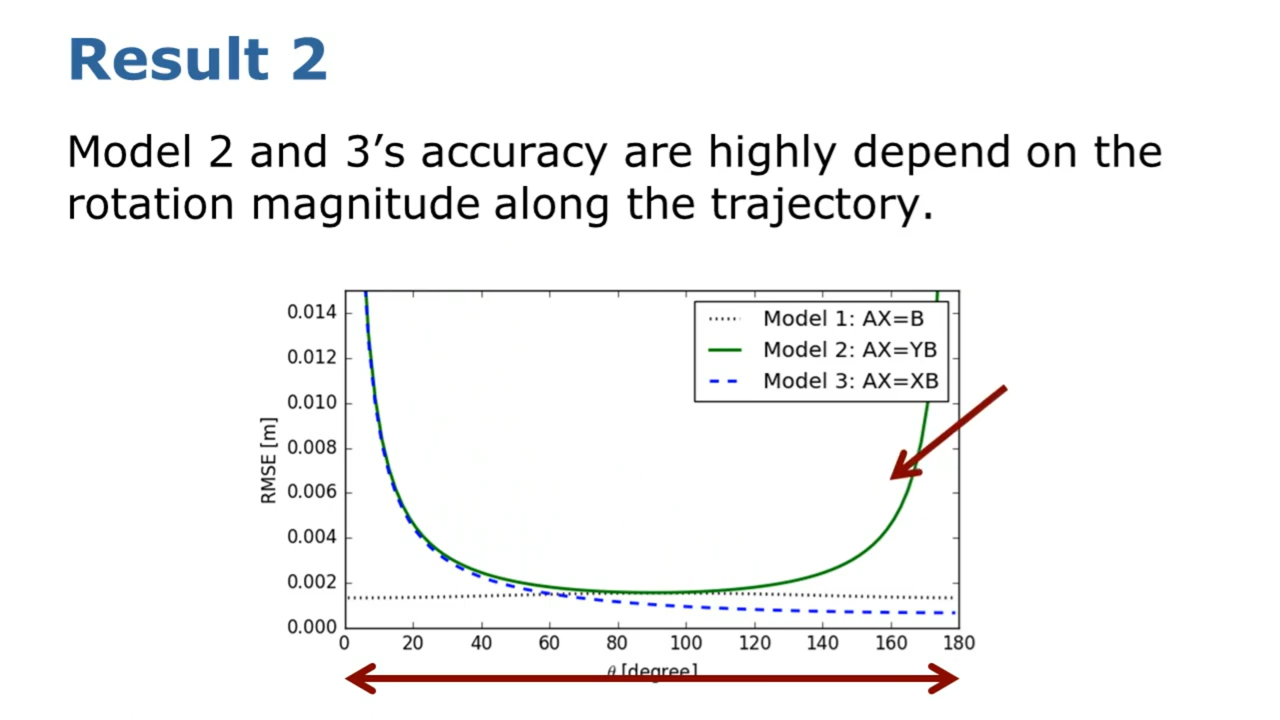 Result 2
Model 2 and 3’s accuracy are highly depend on the
rotation magnitude along the trajectory.
0.014
0.012
0.010
0.008
0.006
0.004
0.002
0.000
RMSE [m]
Model 1: AX=B
Model 2: AX=YB
Model 3: AX=XB
0 20 40 60 80 100 120 140 160 180
θ [degree]